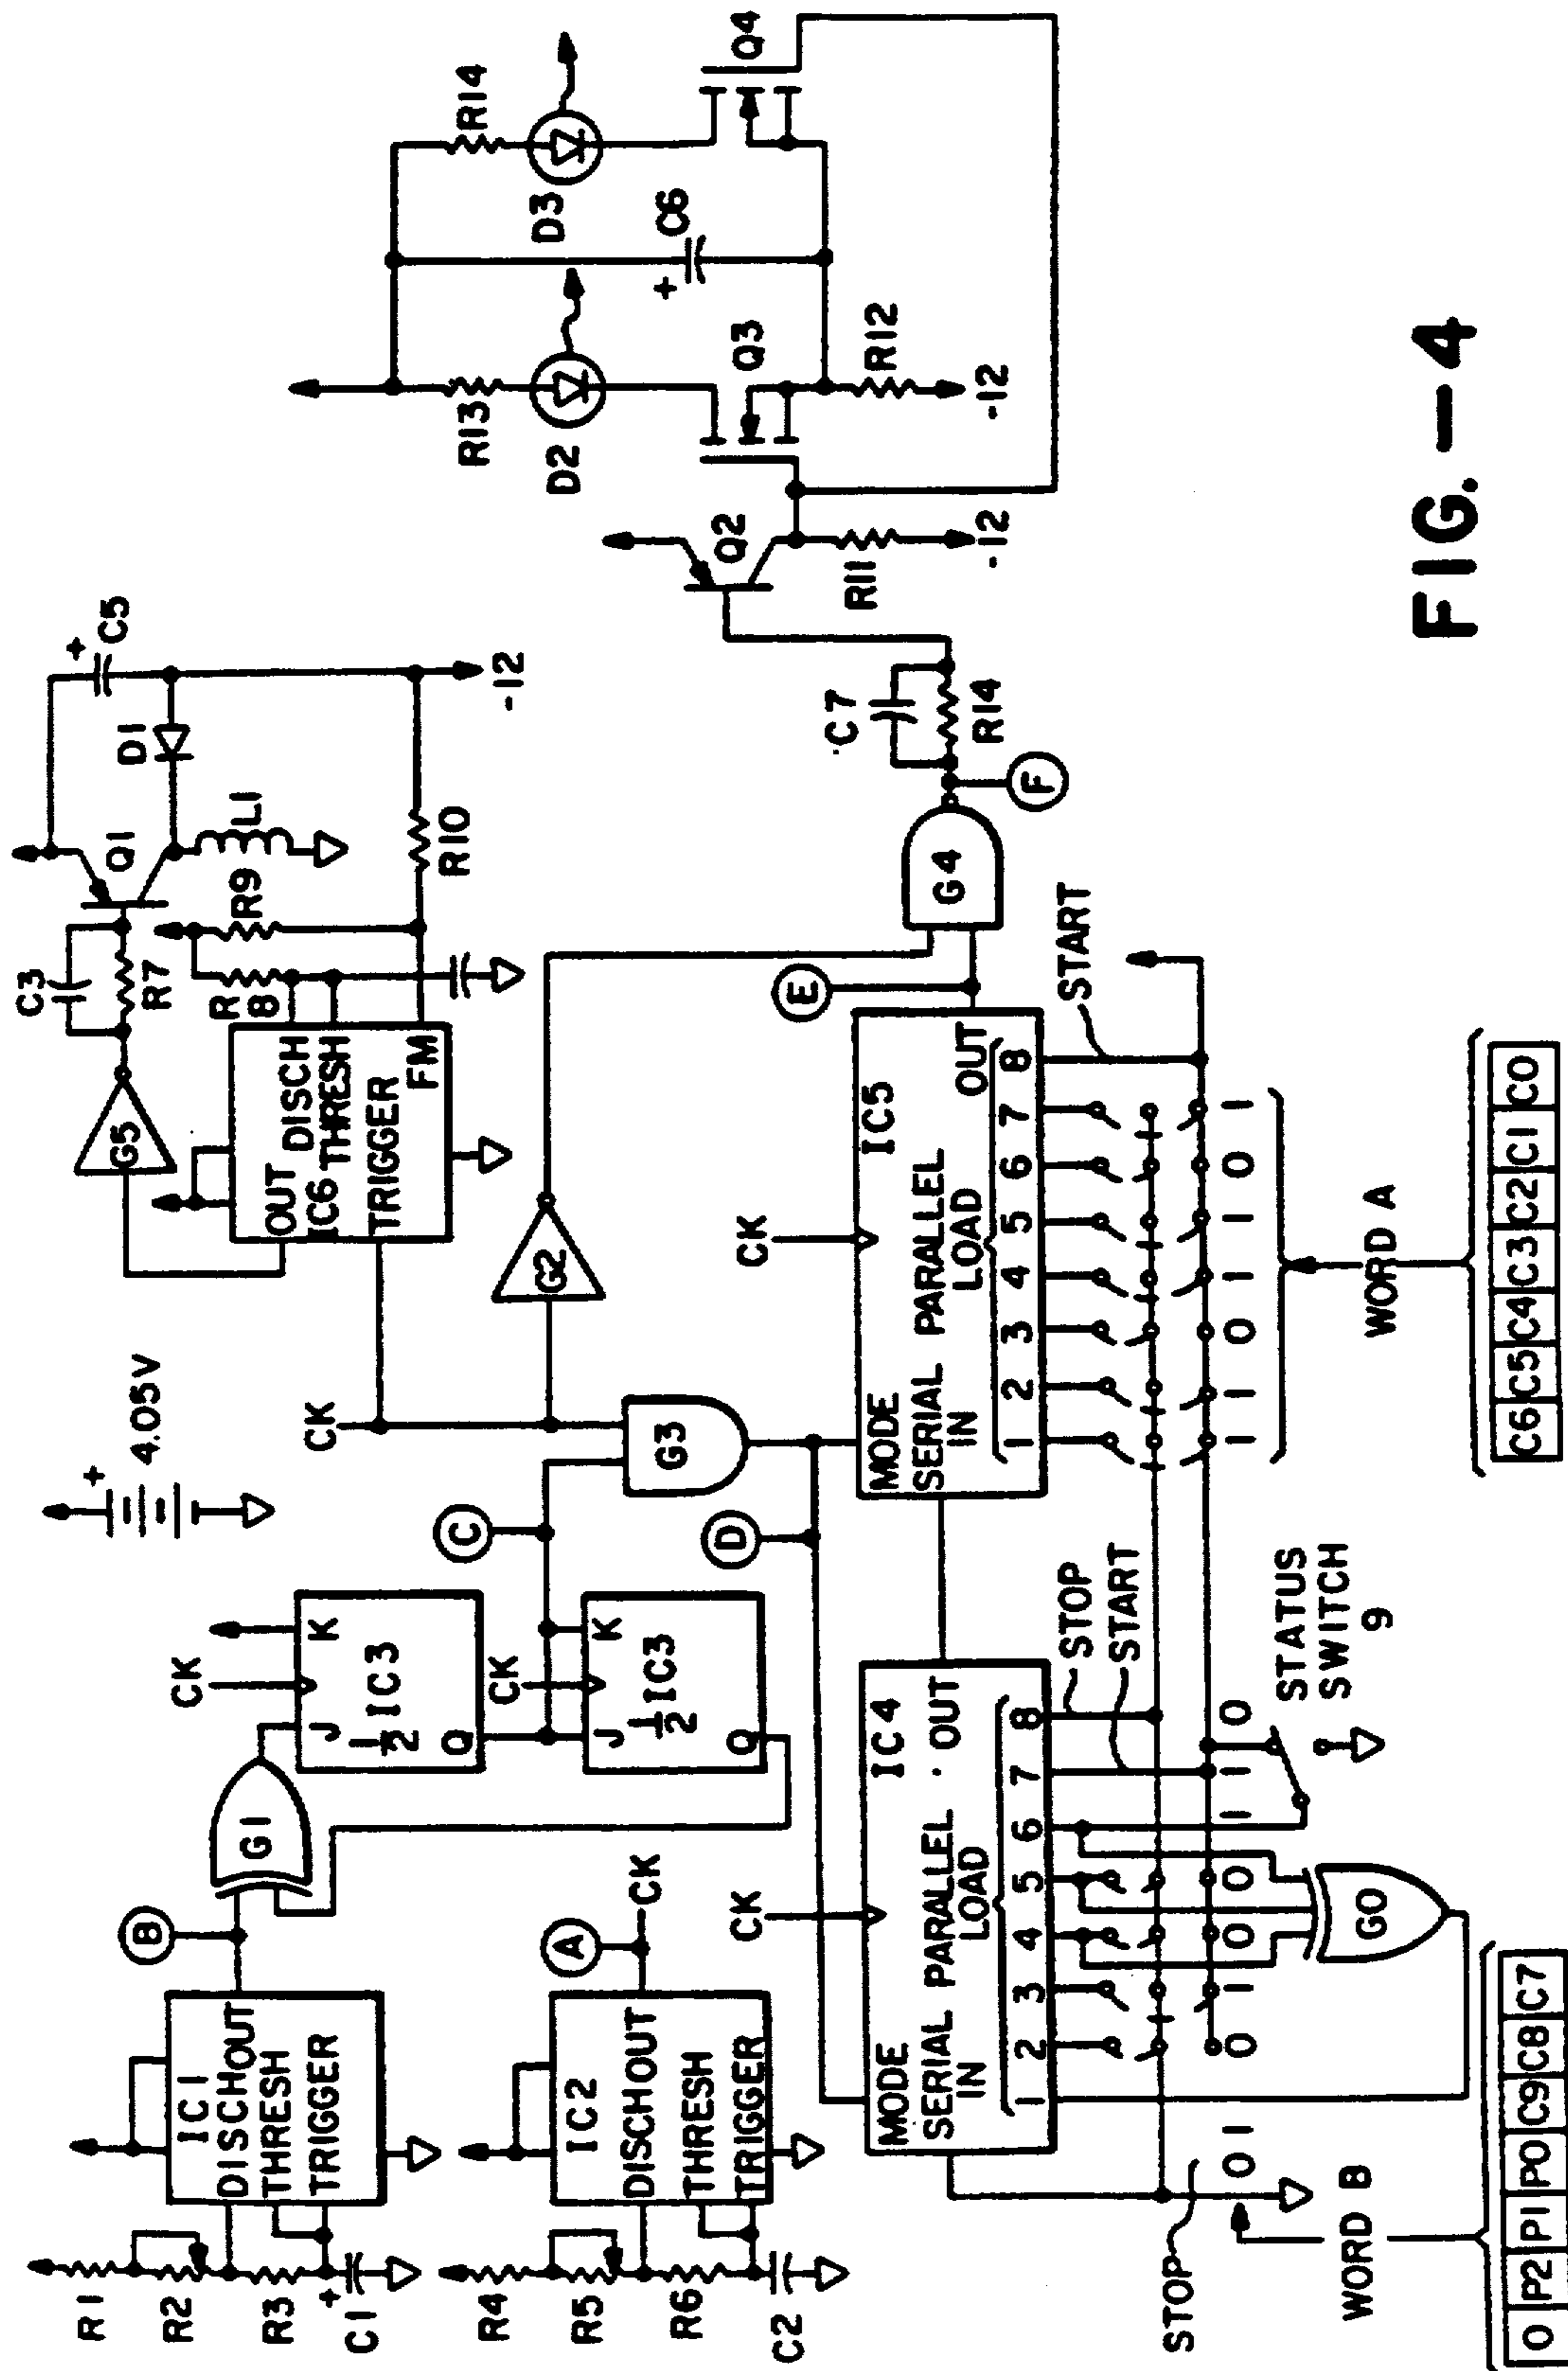 R1
R2
R3
+
C1
IC1
DISCH OUT
THRESH
TRIGGER
B
G1
CK
J K
1/2 IC3
Q
CK
J K
1/2 IC3
Q
C
+
4.05V
R4
R5
R6
C2
IC2
DISCH OUT
THRESH
TRIGGER
A
CK
CK
G3
D
G2
G5
C3
R7
R8
R9
Q1
L1
D1
+
C5
OUT
DISCH
IC6 THRESH
TRIGGER
FM
R10
-12
MODE
IC4
SERIAL IN
PARALLEL LOAD
OUT
1 2 3 4 5 6 7 8
CK
STOP
START
STOP
0 1 0 1 0 0 1 1 0
G0
STATUS SWITCH 9
WORD B
0 P2 P1 P0 C9 C8 C7
MODE
IC5
SERIAL IN
PARALLEL LOAD
OUT
1 2 3 4 5 6 7 8
CK
START
1 1 0 1 1 0 1
WORD A
C6 C5 C4 C3 C2 C1 C0
E
G4
F
C7
R14
Q2
R11
-12
R13
D2
Q3
R12
-12
+
C6
R14
D3
Q4
FIG.-4